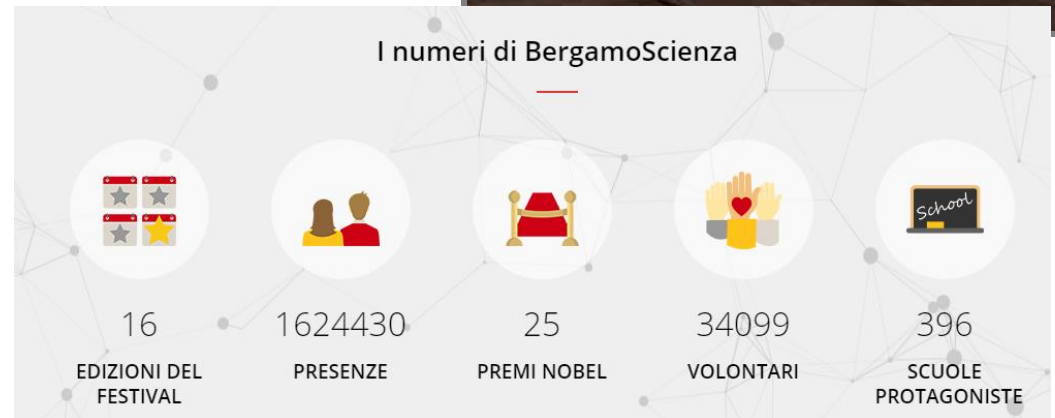 I numeri di BergamoScienza
School
16
EDIZIONI DEL
FESTIVAL
1624430
PRESENZE
25
PREMI NOBEL
34099
VOLONTARI
396
SCUOLE
PROTAGONISTE